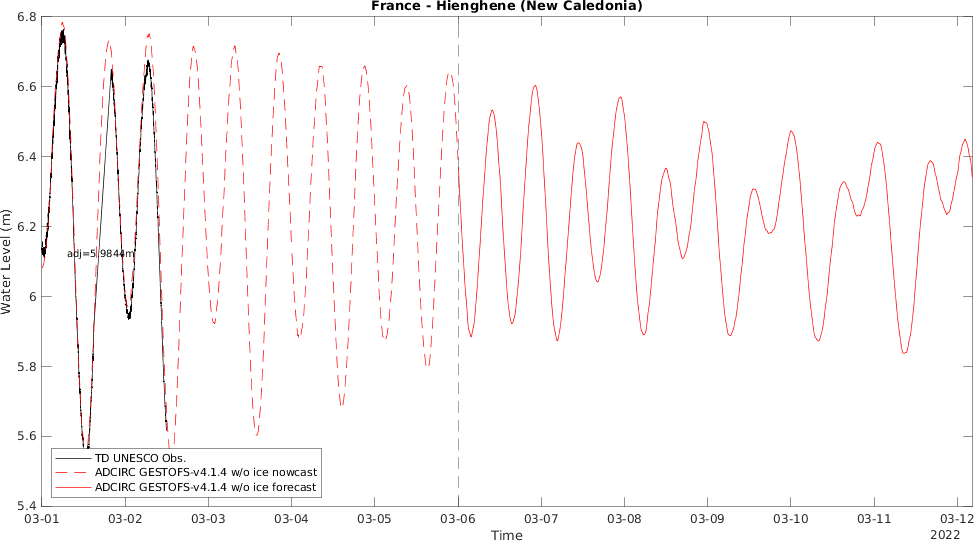 France - Hienghene (New Caledonia)
6.8
6.6
6.4
6.2
6
5.8
5.6
5.4
Water Level (m)
adj=5.9844m
TD UNESCO Obs.
ADCIRC GESTOFS-v4.1.4 w/o ice nowcast
ADCIRC GESTOFS-v4.1.4 w/o ice forecast
03-01 03-02 03-03 03-04 03-05 03-06 03-07 03-08 03-09 03-10 03-11 03-12
Time
2022